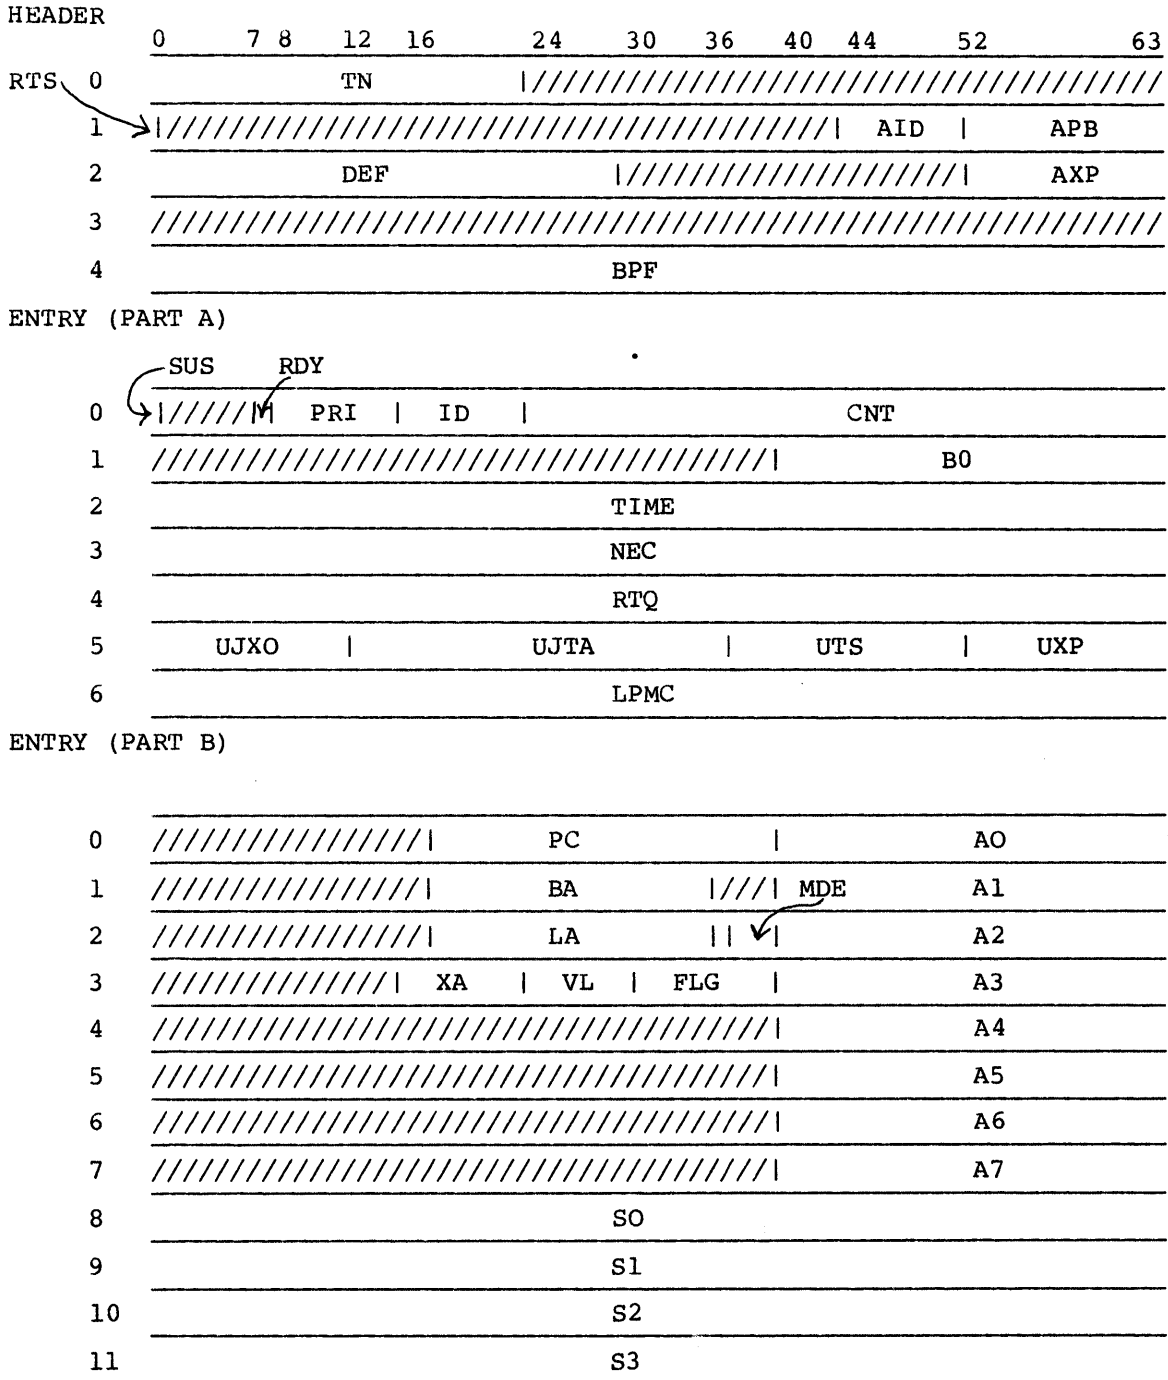 HEADER
0 7 8 12 16 24 30 36 40 44 52 63
RTS 0 TN |////////////////////////////////////////
1 |//////////////////////////////////////////| AID | APB
2 DEF |/////////////////////| AXP
3 ////////////////////////////////////////////////////////////////
4 BPF
ENTRY (PART A)
SUS RDY
0 |/////|| PRI | ID | CNT
1 ///////////////////////////////////////| B0
2 TIME
3 NEC
4 RTQ
5 UJXO | UJTA | UTS | UXP
6 LPMC
ENTRY (PART B)
0 /////////////////| PC | AO
1 /////////////////| BA |///| MDE A1
2 /////////////////| LA || | A2
3 ///////////////| XA | VL | FLG | A3
4 ///////////////////////////////////////| A4
5 ///////////////////////////////////////| A5
6 ///////////////////////////////////////| A6
7 ///////////////////////////////////////| A7
8 SO
9 S1
10 S2
11 S3